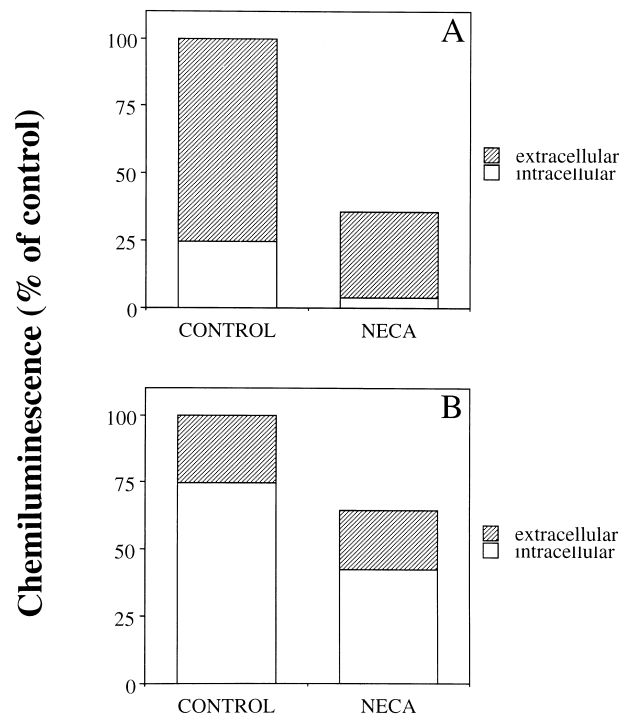 Chemiluminescence (% of control)
A
100
75
50
25
0
CONTROL NECA
extracellular
intracellular
B
100
75
50
25
0
CONTROL NECA
extracellular
intracellular